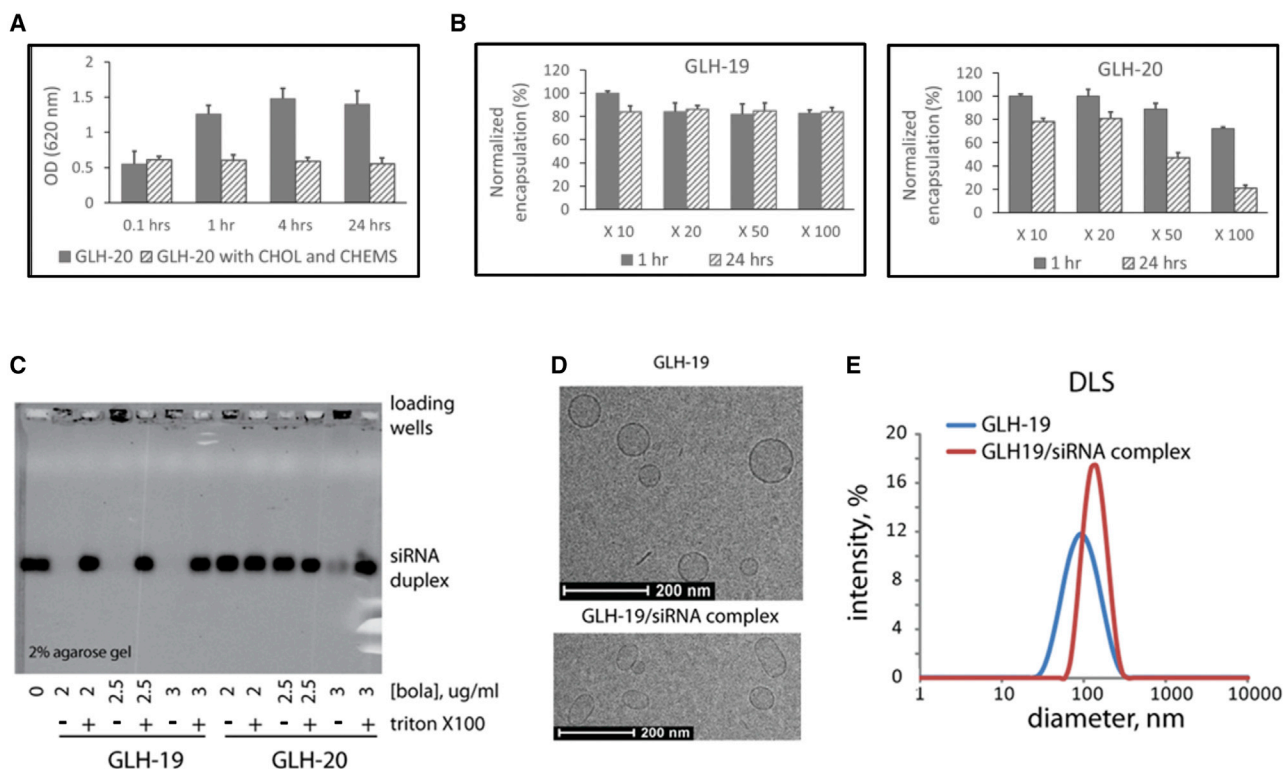 A
2
1.5
1
0.5
0
OD (620 nm)
0.1 hrs 1 hr 4 hrs 24 hrs
GLH-20 GLH-20 with CHOL and CHEMS
B
GLH-19
120
100
80
60
40
20
0
Normalized
encapsulation (%)
X 10 X 20 X 50 X 100
1 hr 24 hrs
GLH-20
120
100
80
60
40
20
0
Normalized
encapsulation (%)
X 10 X 20 X 50 X 100
1 hr 24 hrs
C
loading
wells
siRNA
duplex
2% agarose gel
0 2 2 2.5 2.5 3 3 2 2 2.5 2.5 3 3 [bola], ug/ml
- + - + - + - + - + - + triton X100
GLH-19 GLH-20
D
GLH-19
200 nm
GLH-19/siRNA complex
200 nm
E
DLS
GLH-19
GLH19/siRNA complex
20
16
12
8
4
0
intensity, %
1 10 100 1000 10000
diameter, nm